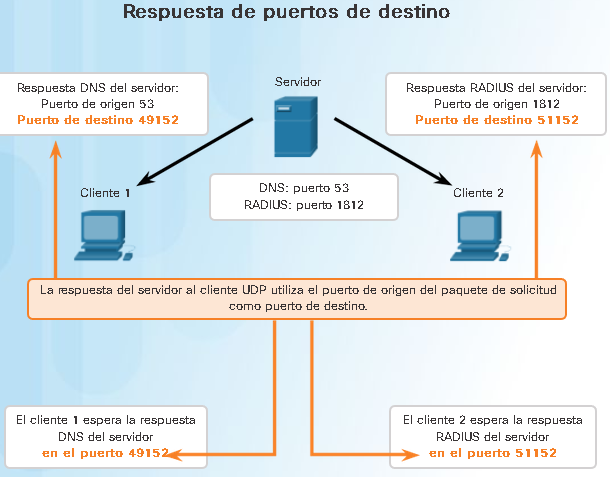 Respuesta de puertos de destino
Respuesta DNS del servidor:
Puerto de origen 53
Puerto de destino 49152
Servidor
Respuesta RADIUS del servidor:
Puerto de origen 1812
Puerto de destino 51152
Cliente 1
DNS: puerto 53
RADIUS: puerto 1812
Cliente 2
La respuesta del servidor al cliente UDP utiliza el puerto de origen del paquete de solicitud
como puerto de destino.
El cliente 1 espera la respuesta
DNS del servidor
en el puerto 49152
El cliente 2 espera la respuesta
RADIUS del servidor
en el puerto 51152